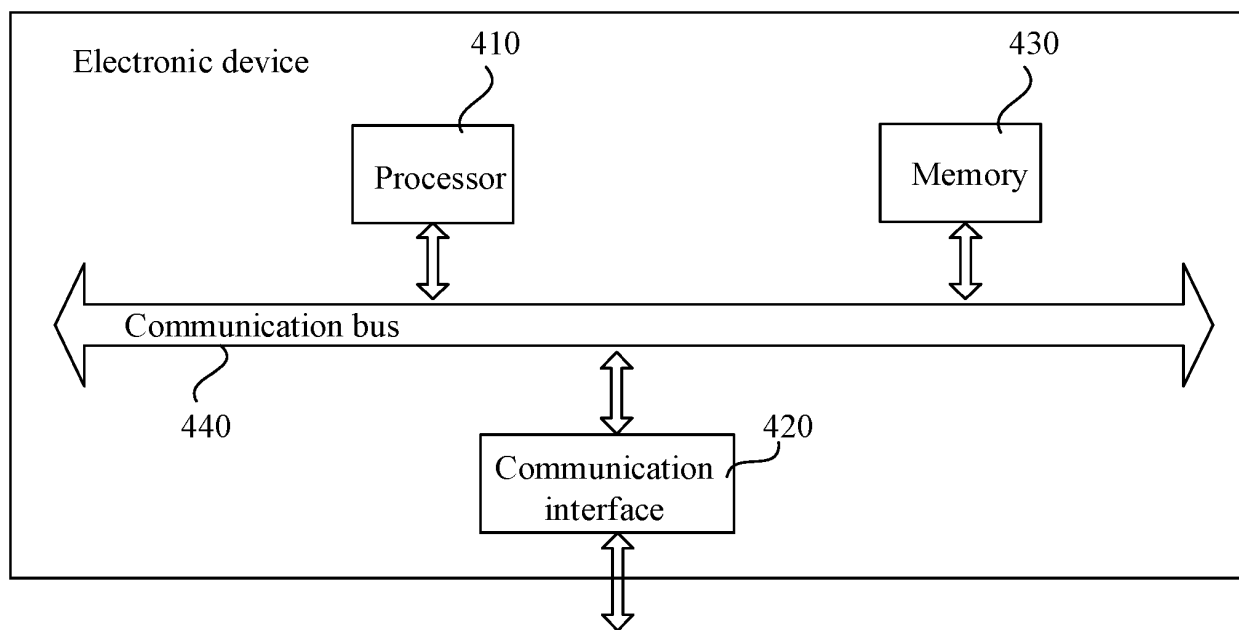 Electronic device
410
430
Processor
Memory
Communication bus
440
420
Communication
interface